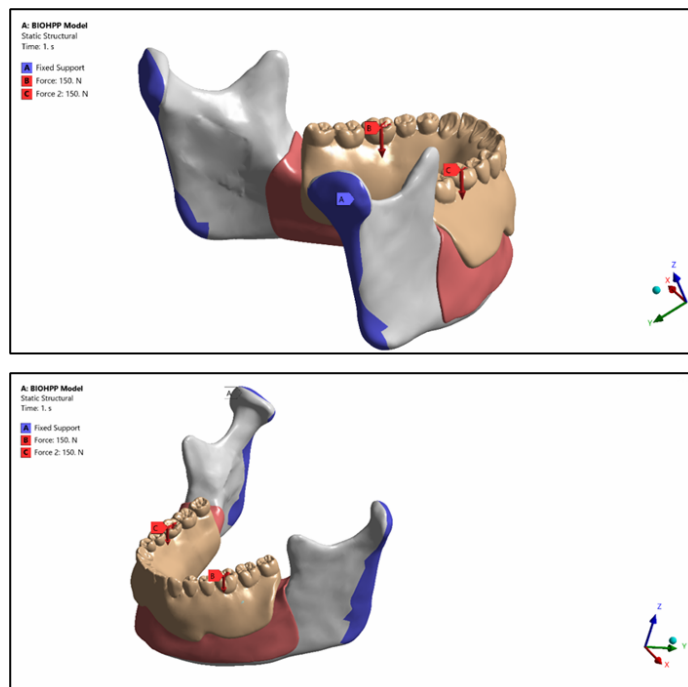 A: BIOHPP Model
Static Structural
Time: 1. s
A Fixed Support
B Force: 150. N
C Force 2: 150. N
B
C
A
Z
X
Y
A: BIOHPP Model
Static Structural
Time: 1. s
A Fixed Support
B Force: 150. N
C Force 2: 150. N
A
C
B
Z
Y
X